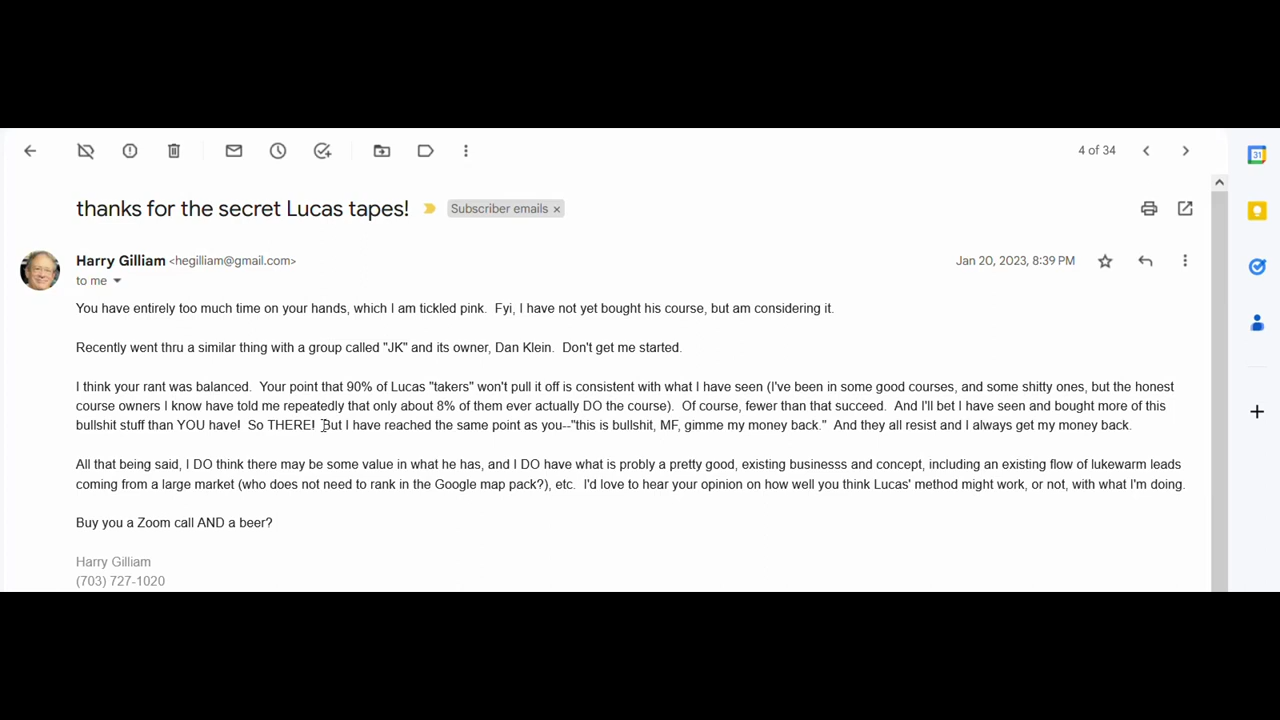 4 of 34
31
thanks for the secret Lucas tapes!
Subscriber emails ×
Harry Gilliam <hegilliam@gmail.com>
Jan 20, 2023, 8:39 PM
to me
You have entirely too much time on your hands, which I am tickled pink.  Fyi, I have not yet bought his course, but am considering it.
Recently went thru a similar thing with a group called "JK" and its owner, Dan Klein.  Don't get me started.
I think your rant was balanced.  Your point that 90% of Lucas "takers" won't pull it off is consistent with what I have seen (I've been in some good courses, and some shitty ones, but the honest
course owners I know have told me repeatedly that only about 8% of them ever actually DO the course).  Of course, fewer than that succeed.  And I'll bet I have seen and bought more of this
bullshit stuff than YOU have!  So THERE!  But I have reached the same point as you--"this is bullshit, MF, gimme my money back."  And they all resist and I always get my money back.
All that being said, I DO think there may be some value in what he has, and I DO have what is probly a pretty good, existing businesss and concept, including an existing flow of lukewarm leads
coming from a large market (who does not need to rank in the Google map pack?), etc.  I'd love to hear your opinion on how well you think Lucas' method might work, or not, with what I'm doing.
Buy you a Zoom call AND a beer?
Harry Gilliam
(703) 727-1020